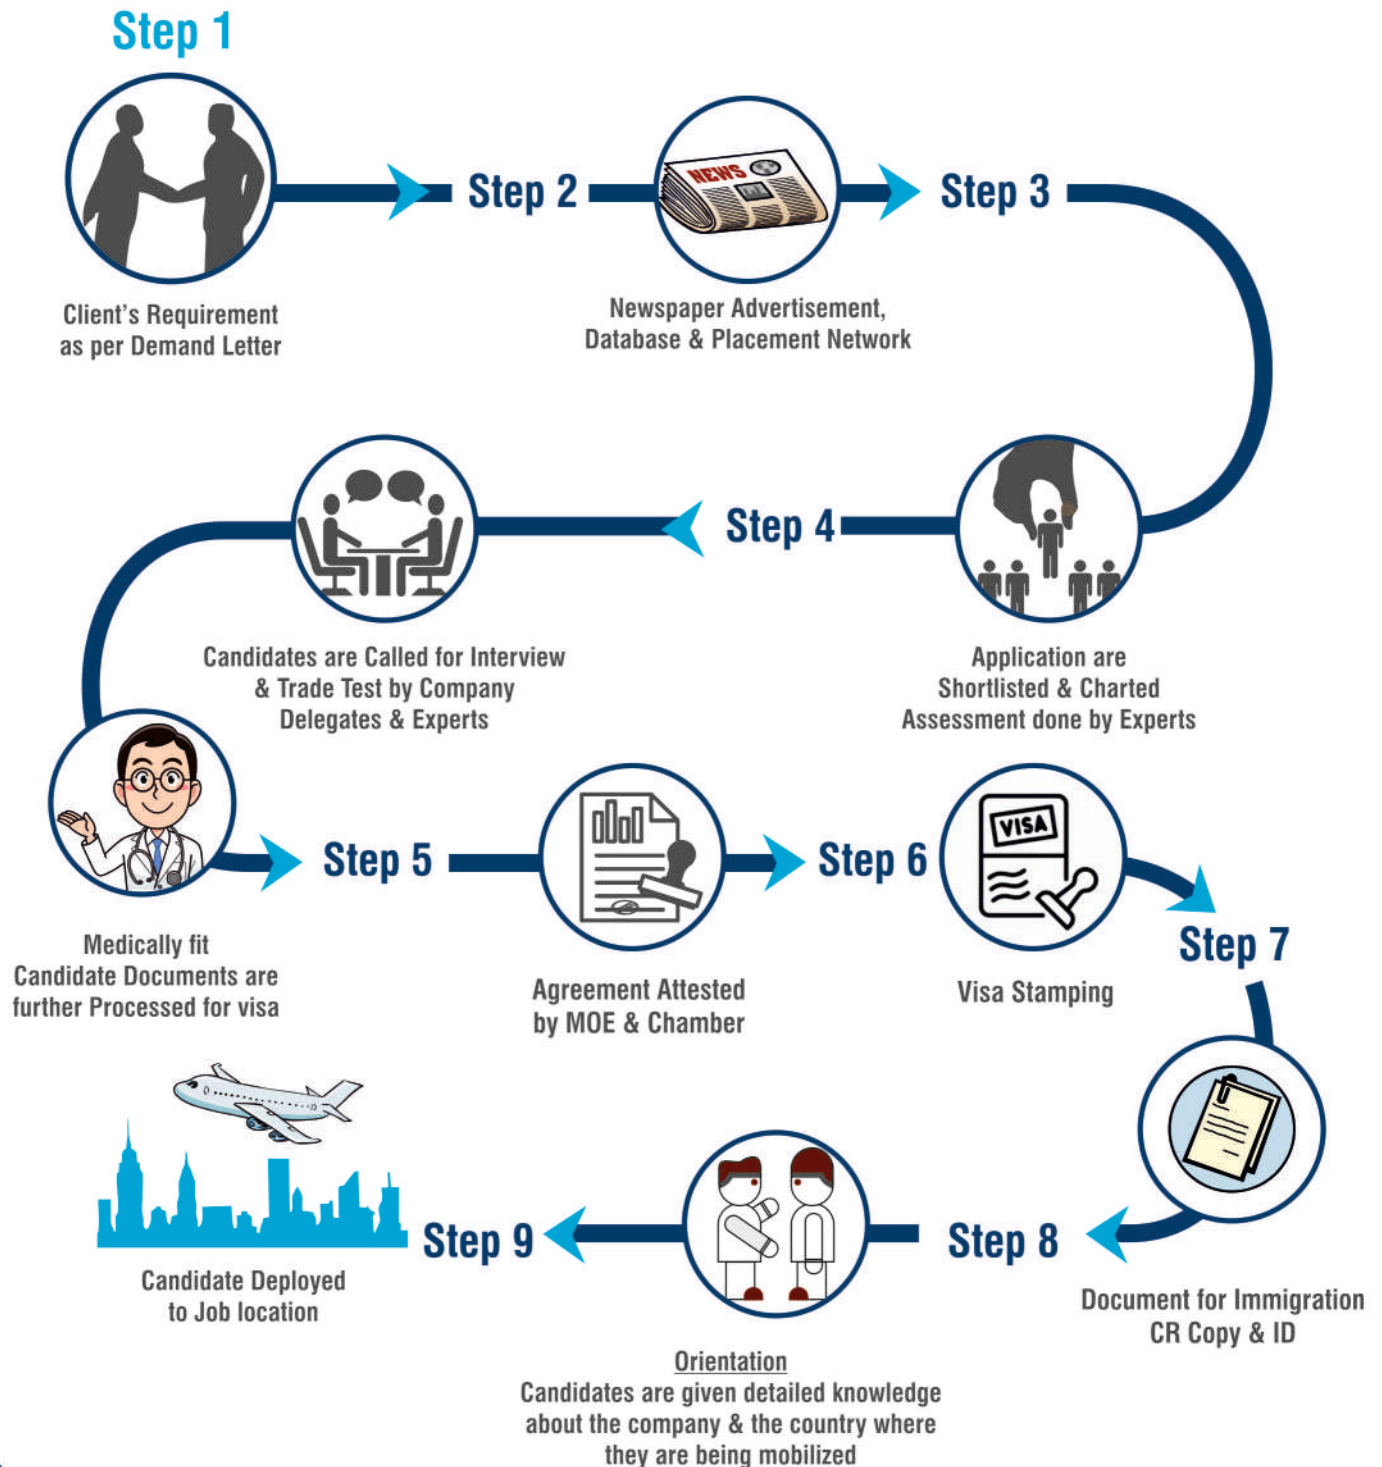 Step 1
Client's Requirement
as per Demand Letter
Step 2
NEWS
Newspaper Advertisement,
Database & Placement Network
Step 3
Application are
Shortlisted & Charted
Assessment done by Experts
Step 4
Candidates are Called for Interview
& Trade Test by Company
Delegates & Experts
Medically fit
Candidate Documents are
further Processed for visa
Step 5
Agreement Attested
by MOE & Chamber
Step 6
VISA
Visa Stamping
Step 7
Document for Immigration
CR Copy & ID
Step 8
Orientation
Candidates are given detailed knowledge
about the company & the country where
they are being mobilized
Step 9
Candidate Deployed
to Job location